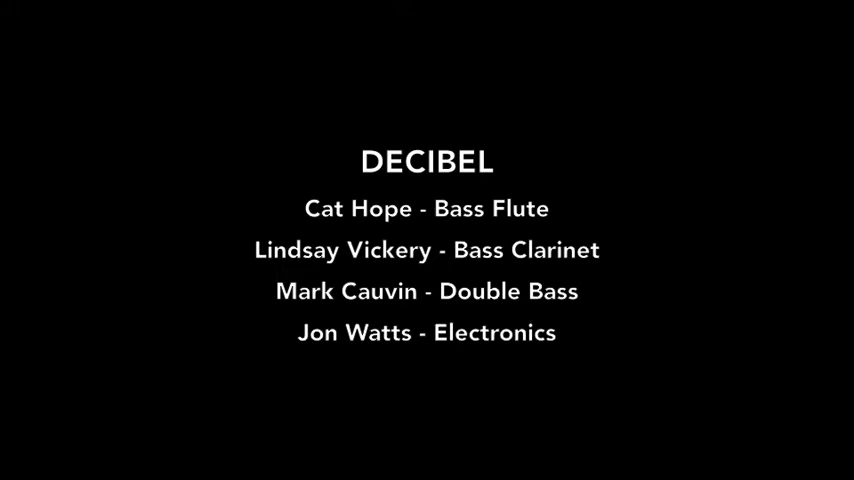 DECIBEL
Cat Hope - Bass Flute
Lindsay Vickery - Bass Clarinet
Mark Cauvin - Double Bass
Jon Watts - Electronics